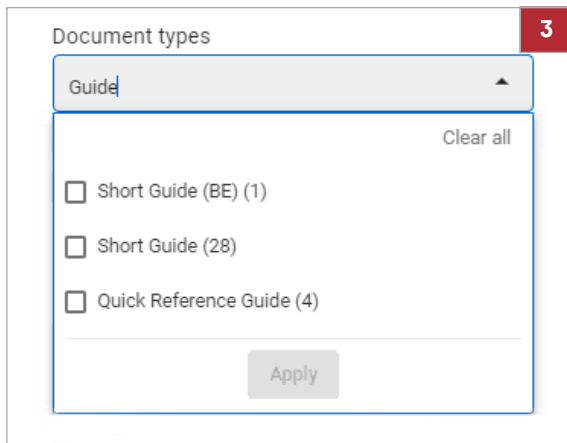 Document types
3
Guide
Clear all
Short Guide (BE) (1)
Short Guide (28)
Quick Reference Guide (4)
Apply